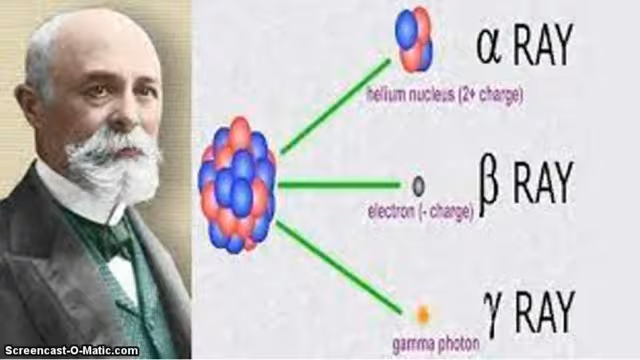 α RAY
helium nucleus (2+ charge)
β RAY
electron (- charge)
γ RAY
gamma photon
Screencast-O-Matic.com